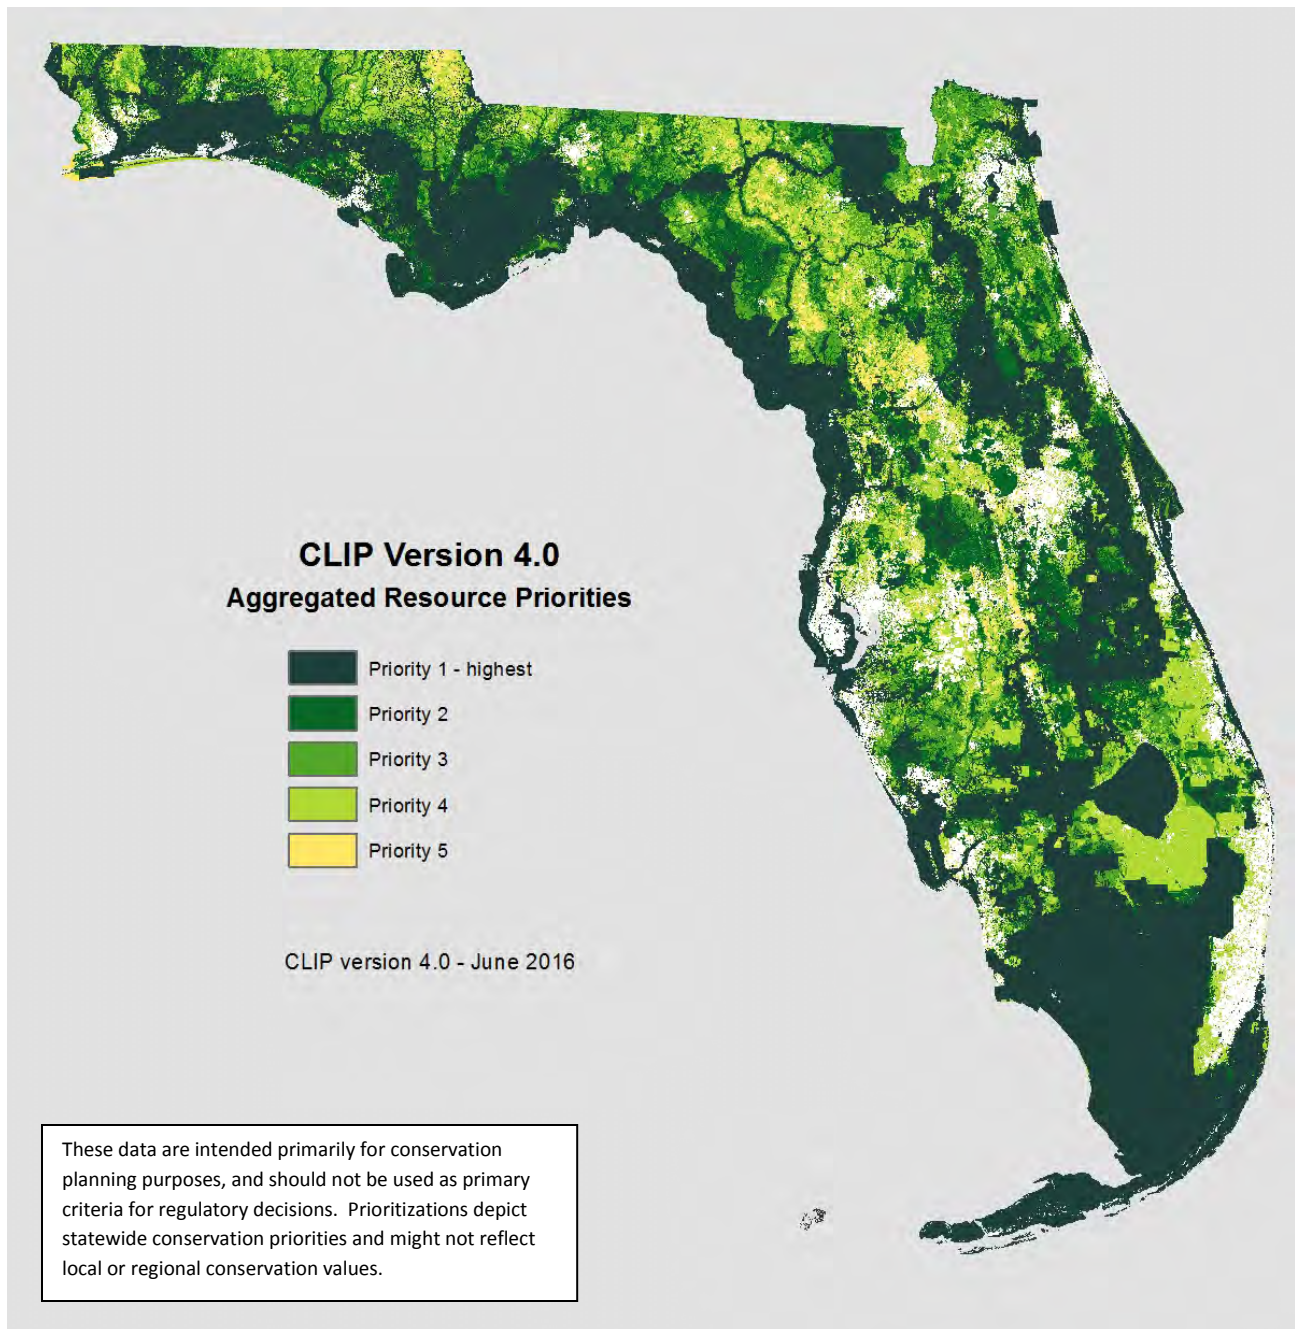 CLIP Version 4.0
Aggregated Resource Priorities
Priority 1 - highest
Priority 2
Priority 3
Priority 4
Priority 5
CLIP version 4.0 - June 2016
These data are intended primarily for conservation
planning purposes, and should not be used as primary
criteria for regulatory decisions.  Prioritizations depict
statewide conservation priorities and might not reflect
local or regional conservation values.